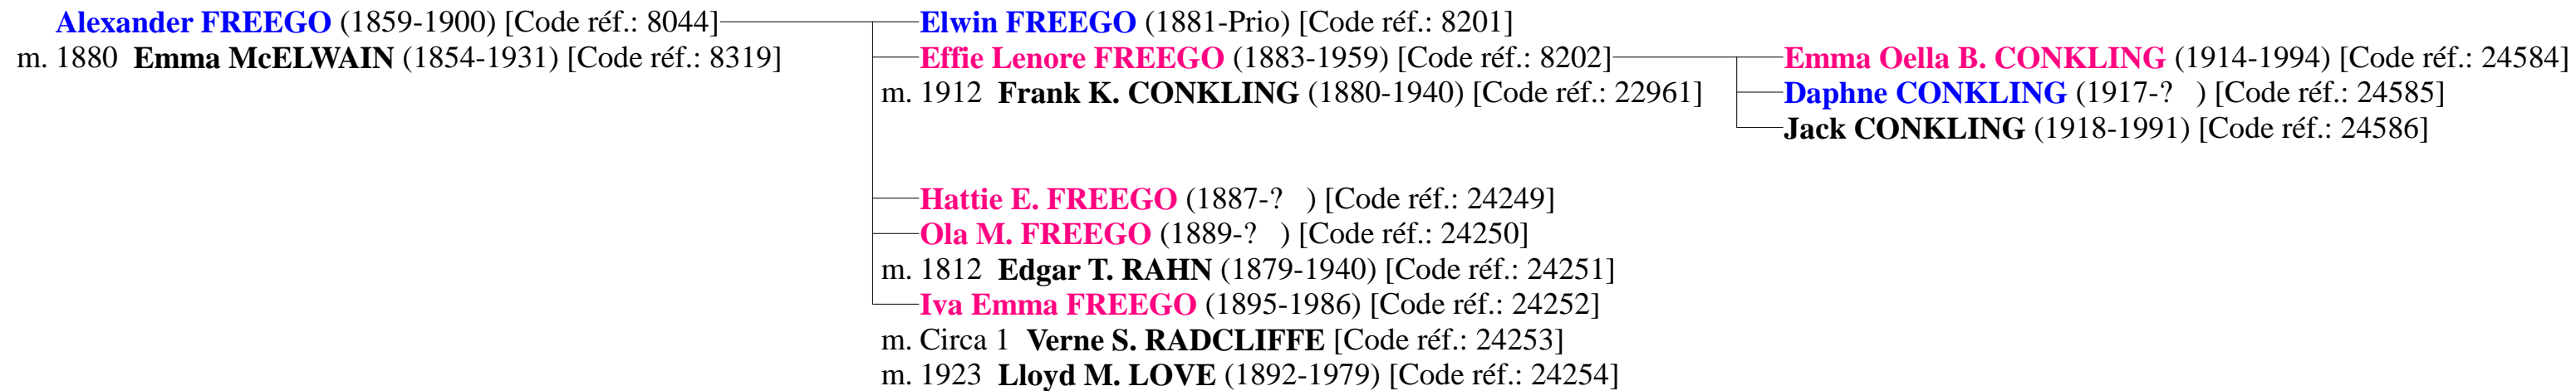 Alexander FREEGO (1859-1900) [Code réf.: 8044]
m. 1880 Emma McELWAIN (1854-1931) [Code réf.: 8319]
Elwin FREEGO (1881-Prio) [Code réf.: 8201]
Effie Lenore FREEGO (1883-1959) [Code réf.: 8202]
m. 1912 Frank K. CONKLING (1880-1940) [Code réf.: 22961]
Emma Oella B. CONKLING (1914-1994) [Code réf.: 24584]
Daphne CONKLING (1917-? ) [Code réf.: 24585]
Jack CONKLING (1918-1991) [Code réf.: 24586]
Hattie E. FREEGO (1887-? ) [Code réf.: 24249]
Ola M. FREEGO (1889-? ) [Code réf.: 24250]
m. 1812 Edgar T. RAHN (1879-1940) [Code réf.: 24251]
Iva Emma FREEGO (1895-1986) [Code réf.: 24252]
m. Circa 1 Verne S. RADCLIFFE [Code réf.: 24253]
m. 1923 Lloyd M. LOVE (1892-1979) [Code réf.: 24254]